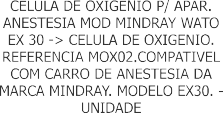 CELULA DE OXIGENIO P/ APAR.
ANESTESIA MOD MINDRAY WATO
EX 30 -> CELULA DE OXIGENIO.
REFERENCIA MOX02.COMPATIVEL
COM CARRO DE ANESTESIA DA
MARCA MINDRAY. MODELO EX30. -
UNIDADE